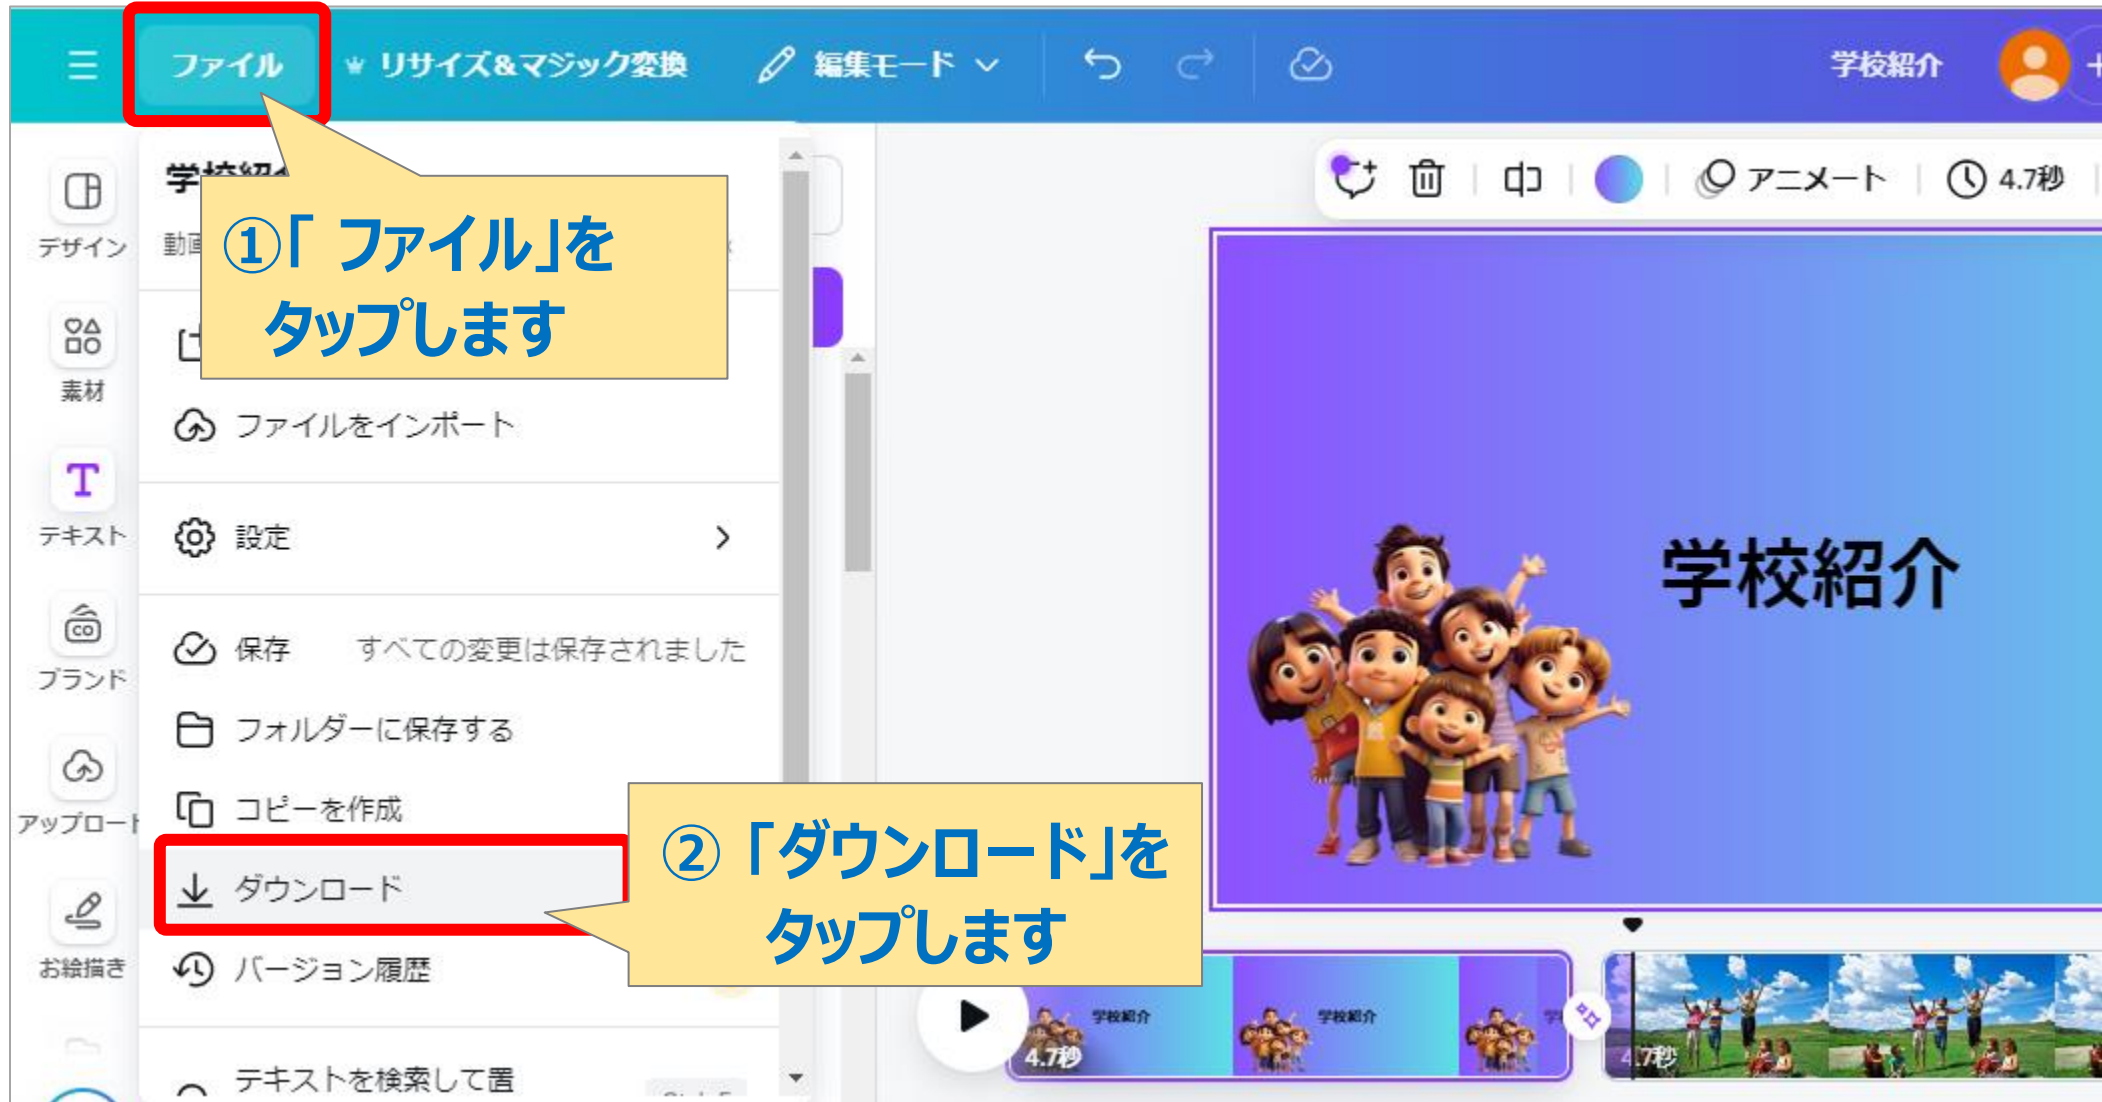 ファイル
リサイズ&マジック変換
編集モード
学校紹介
デザイン
素材
テキスト
ブランド
アップロード
お絵描き
①「 ファイル」を
タップします
ファイルをインポート
設定
保存 すべての変更は保存されました
フォルダーに保存する
コピーを作成
ダウンロード
バージョン履歴
テキストを検索して置
②「ダウンロード」を
タップします
アニメート
4.7秒
学校紹介
学校紹介
学校紹介
4.7秒
4.7秒